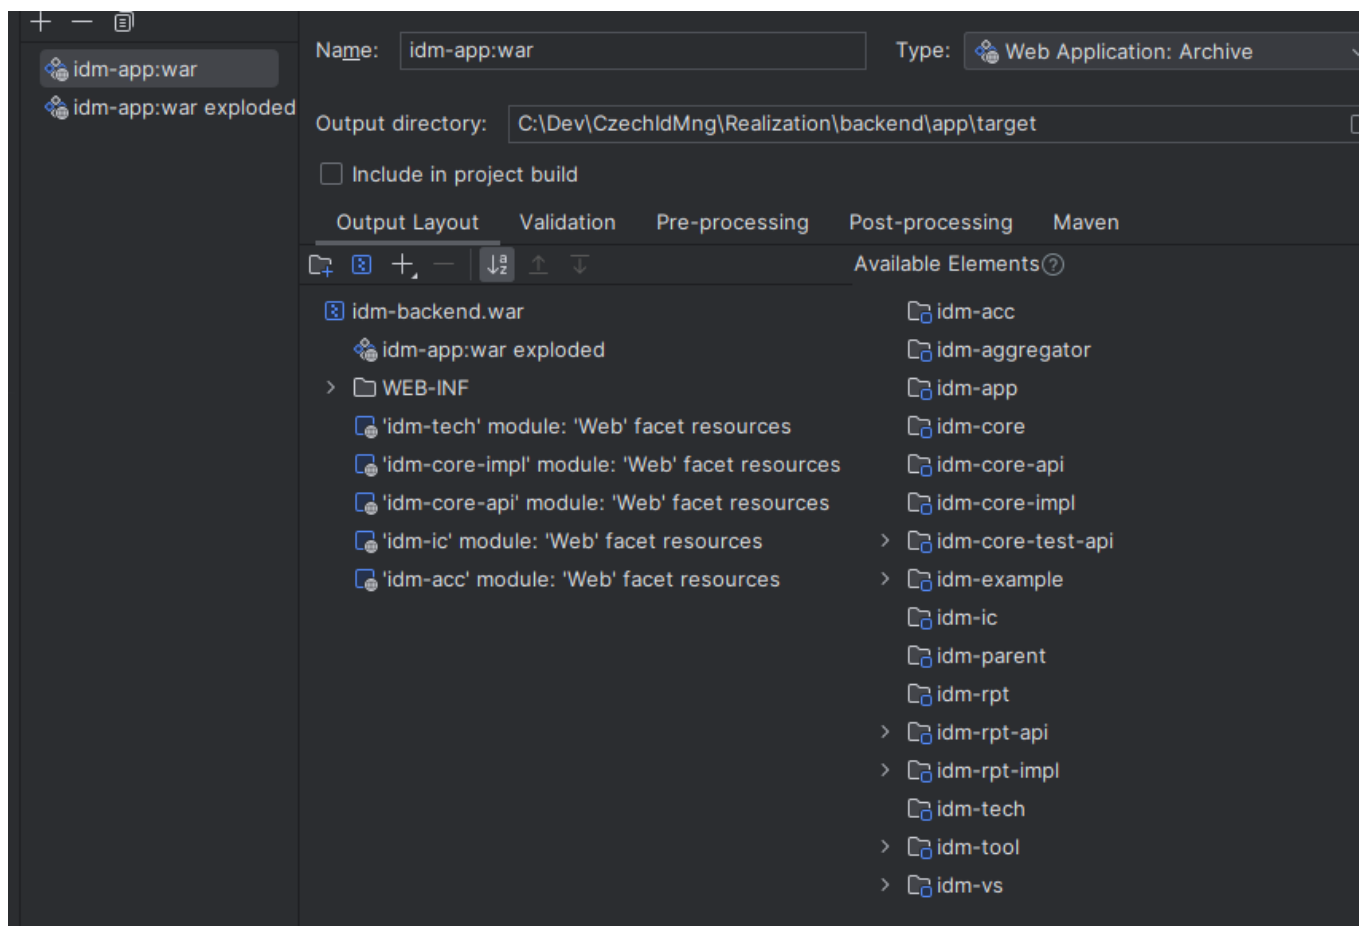 idm-app:war
idm-app:war exploded
Name: idm-app:war Type: Web Application: Archive
Output directory: C:\Dev\CzechIdMng\Realization\backend\app\target
Include in project build
Output Layout Validation Pre-processing Post-processing Maven
Available Elements
idm-backend.war
idm-app:war exploded
WEB-INF
'idm-tech' module: 'Web' facet resources
'idm-core-impl' module: 'Web' facet resources
'idm-core-api' module: 'Web' facet resources
'idm-ic' module: 'Web' facet resources
'idm-acc' module: 'Web' facet resources
idm-acc
idm-aggregator
idm-app
idm-core
idm-core-api
idm-core-impl
idm-core-test-api
idm-example
idm-ic
idm-parent
idm-rpt
idm-rpt-api
idm-rpt-impl
idm-tech
idm-tool
idm-vs